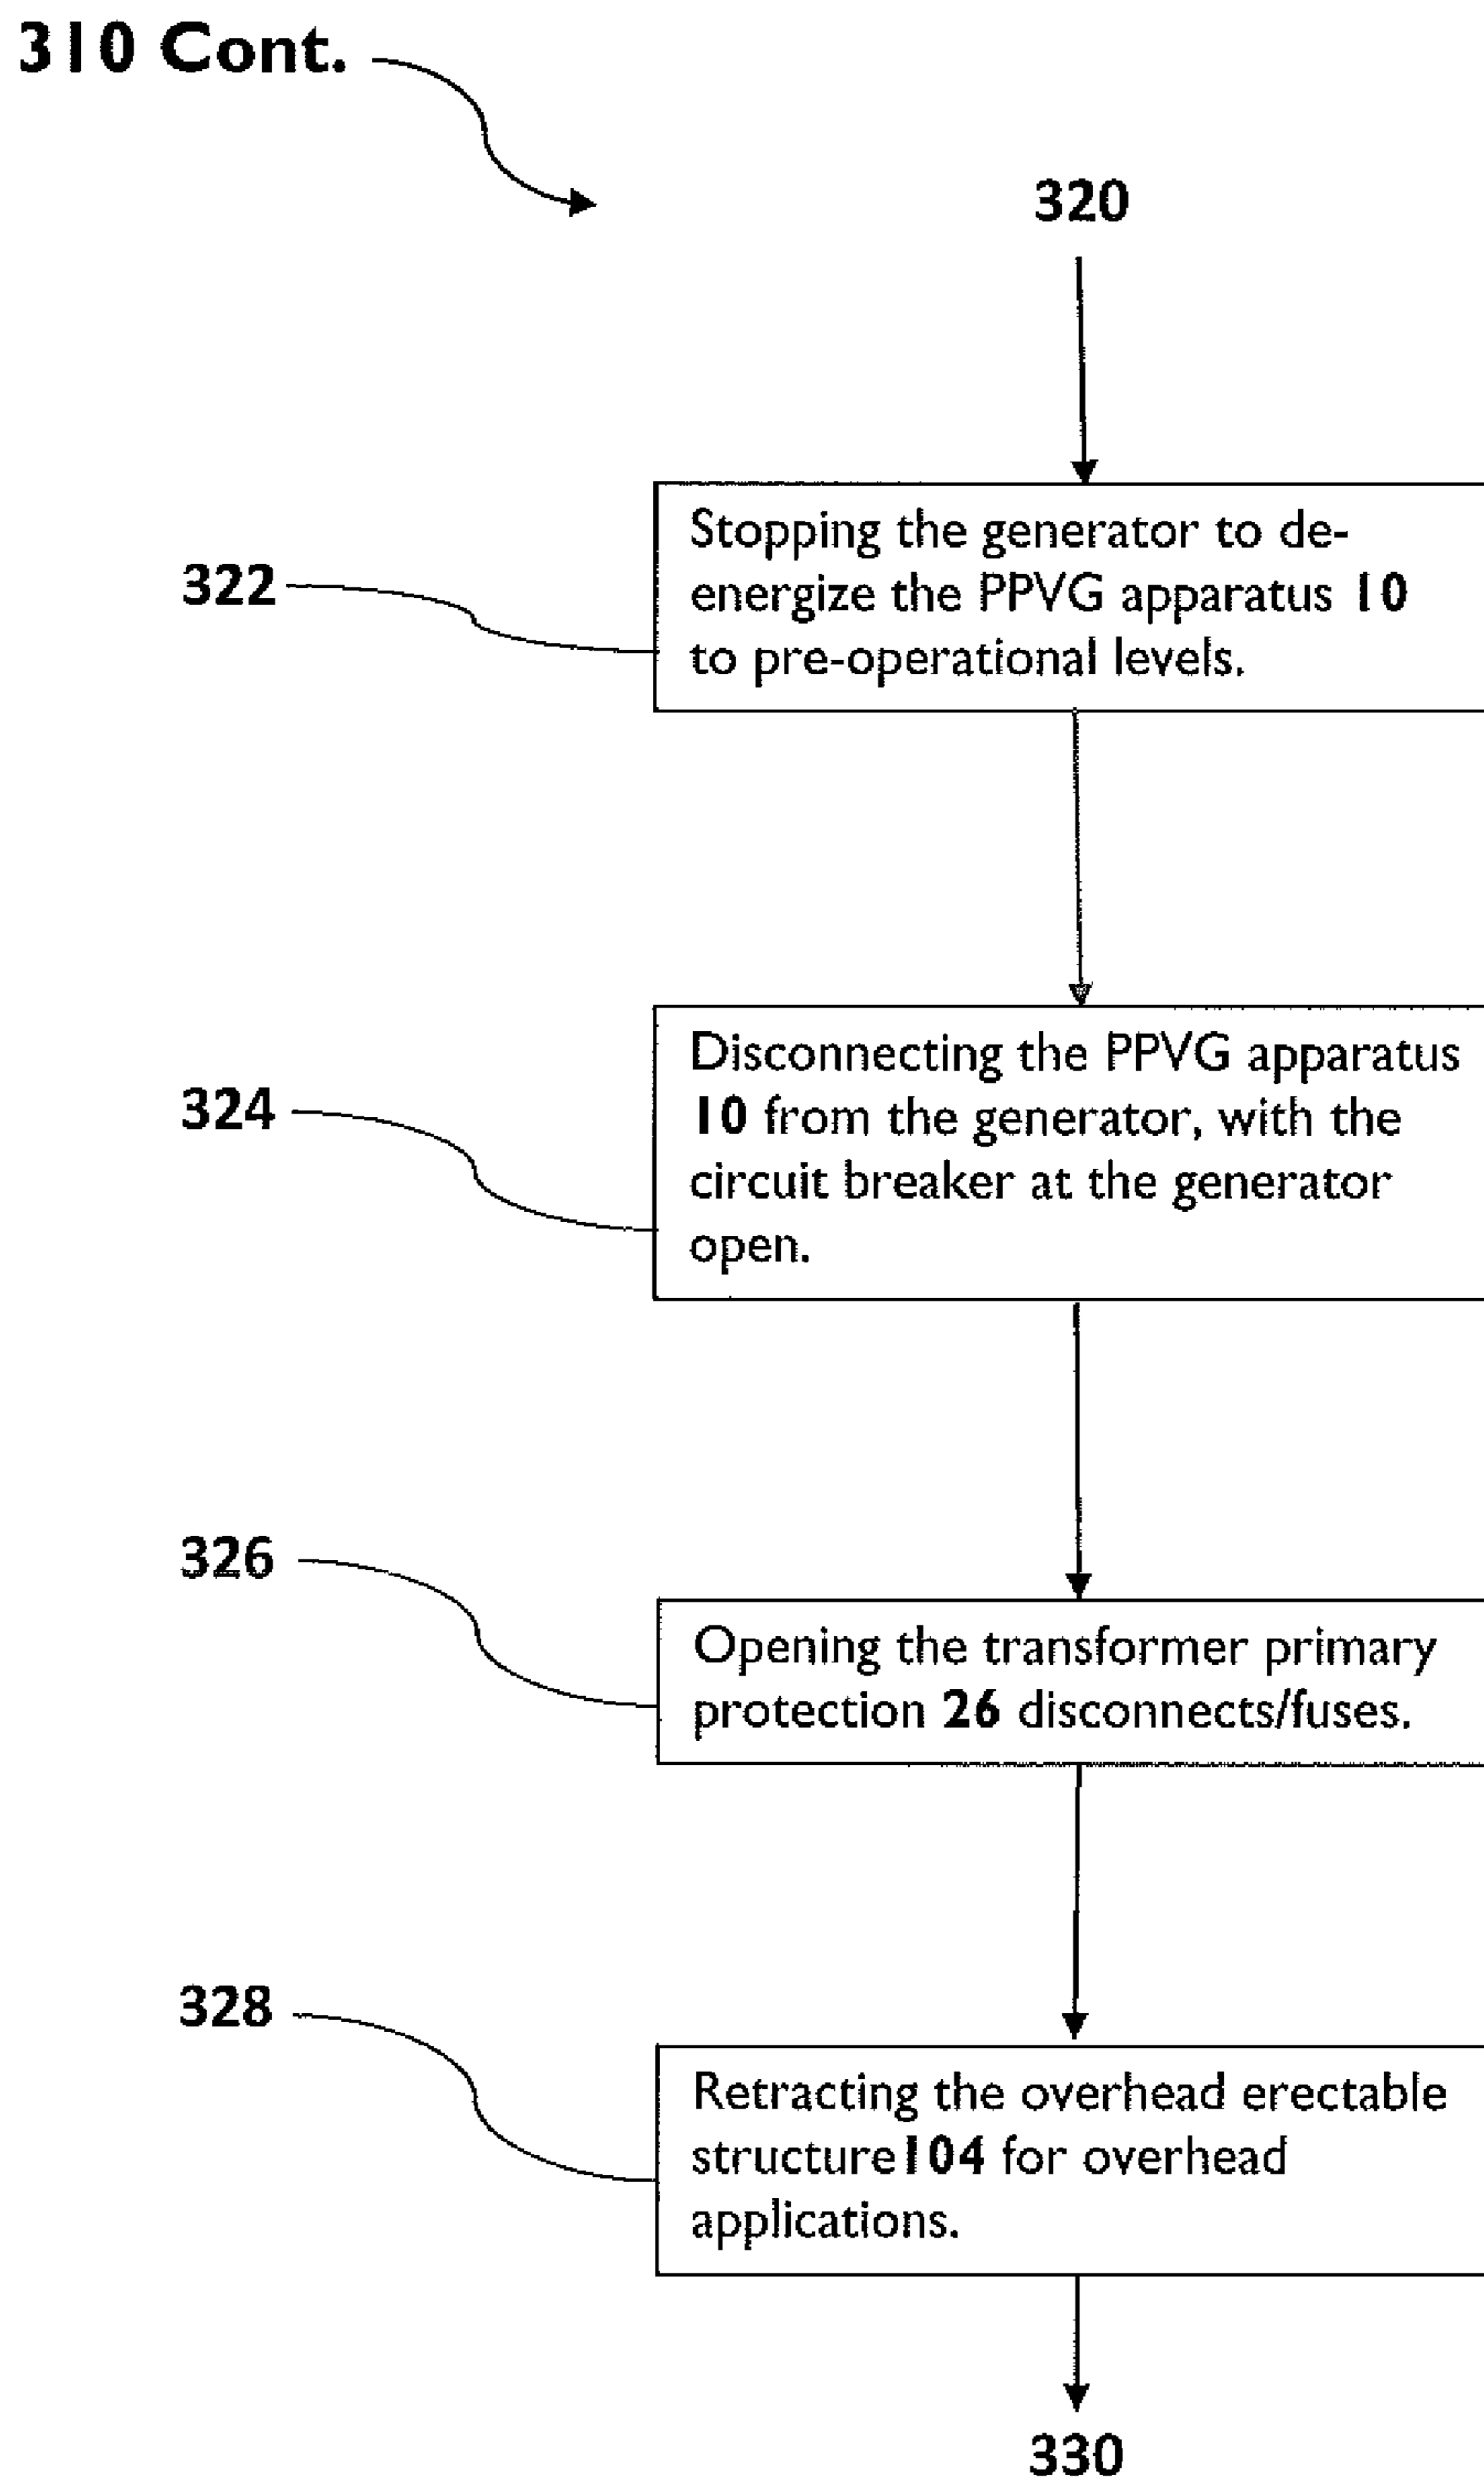 310 Cont.
320
322
Stopping the generator to de-
energize the PPVG apparatus 10
to pre-operational levels.
324
Disconnecting the PPVG apparatus
10 from the generator, with the
circuit breaker at the generator
open.
326
Opening the transformer primary
protection 26 disconnects/fuses.
328
Retracting the overhead erectable
structure104 for overhead
applications.
330